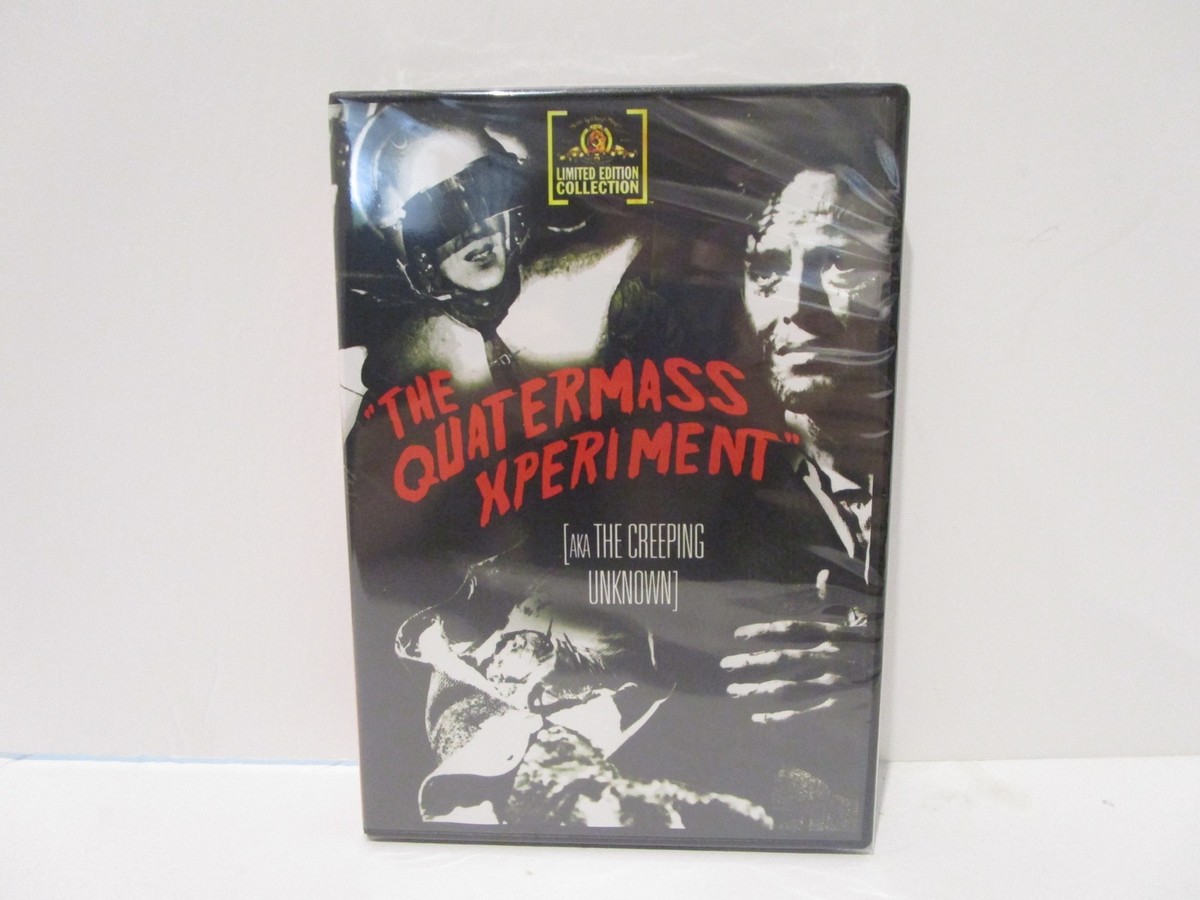 LIMITED EDITION
COLLECTION
"THE
QUATERMASS
XPERIMENT"
[AKA THE CREEPING
UNKNOWN]